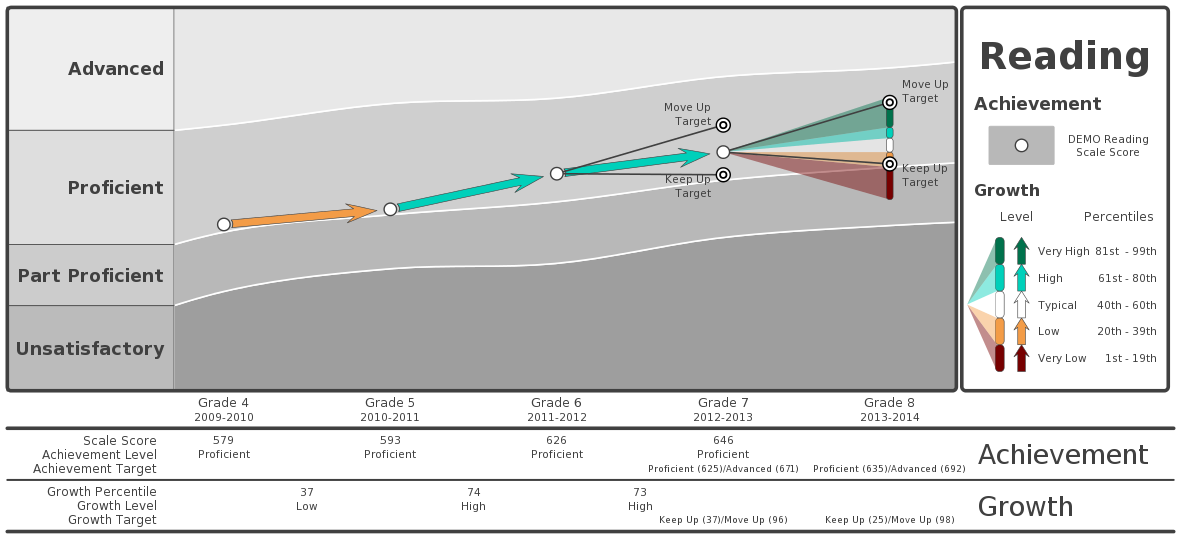 Advanced
Proficient
Part Proficient
Unsatisfactory
Move Up
Target
Keep Up
Target
Move Up
Target
Keep Up
Target
Reading
Achievement
DEMO Reading
Scale Score
Growth
Level Percentiles
Very High 81st - 99th
High 61st - 80th
Typical 40th - 60th
Low 20th - 39th
Very Low 1st - 19th
Grade 4 Grade 5 Grade 6 Grade 7 Grade 8
2009-2010 2010-2011 2011-2012 2012-2013 2013-2014
Scale Score 579 593 626 646
Achievement Level Proficient Proficient Proficient Proficient
Achievement Target Proficient (625)/Advanced (671) Proficient (635)/Advanced (692)
Achievement
Growth Percentile 37 74 73
Growth Level Low High High
Growth Target Keep Up (37)/Move Up (96) Keep Up (25)/Move Up (98)
Growth